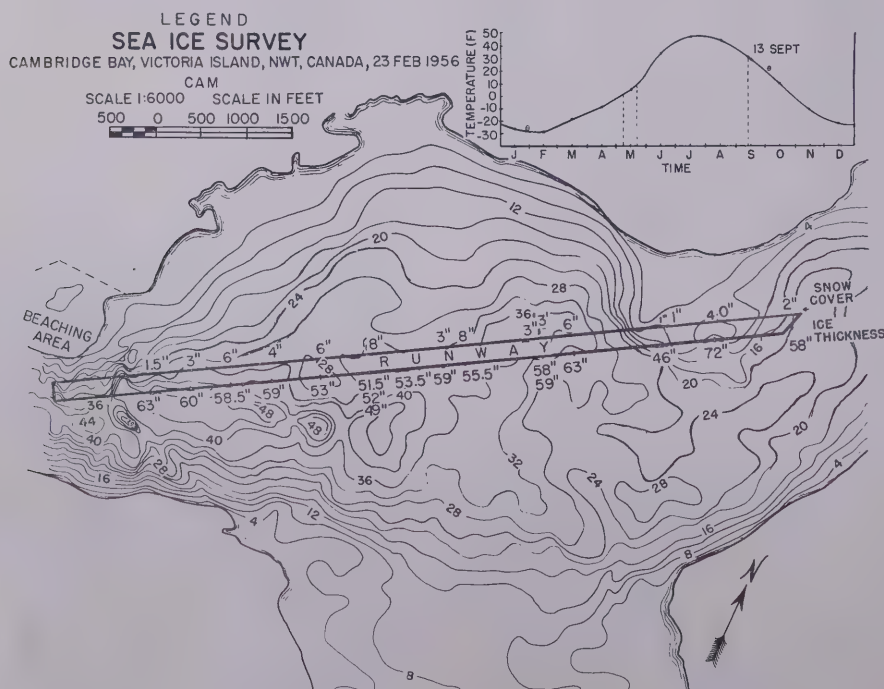 LEGEND
SEA ICE SURVEY
CAMBRIDGE BAY, VICTORIA ISLAND, NWT, CANADA, 23 FEB 1956
CAM
SCALE 1:6000 SCALE IN FEET
500 0 500 1000 1500
TEMPERATURE (F)
50
40
30
20
10
0
-10
-20
-30
13 SEPT
J F M A M J J A S O N D
TIME
12
20
24
28
4
SNOW
COVER
ICE
THICKNESS
BEACHING
AREA
1.5" 3" 6" 4" 6" 3" 8" 3" 6" 1" 4.0" 2"
36
28
RUNWAY
63" 60" 58.5" 59" 53" 51.5" 53.5" 59" 55.5" 58" 63" 46" 72" 58"
52" 40 59"
49"
16
20
36
44
40
48
40
48
24
20
16
28
36
32
24
28
28
4
12
4
16
8
8
N